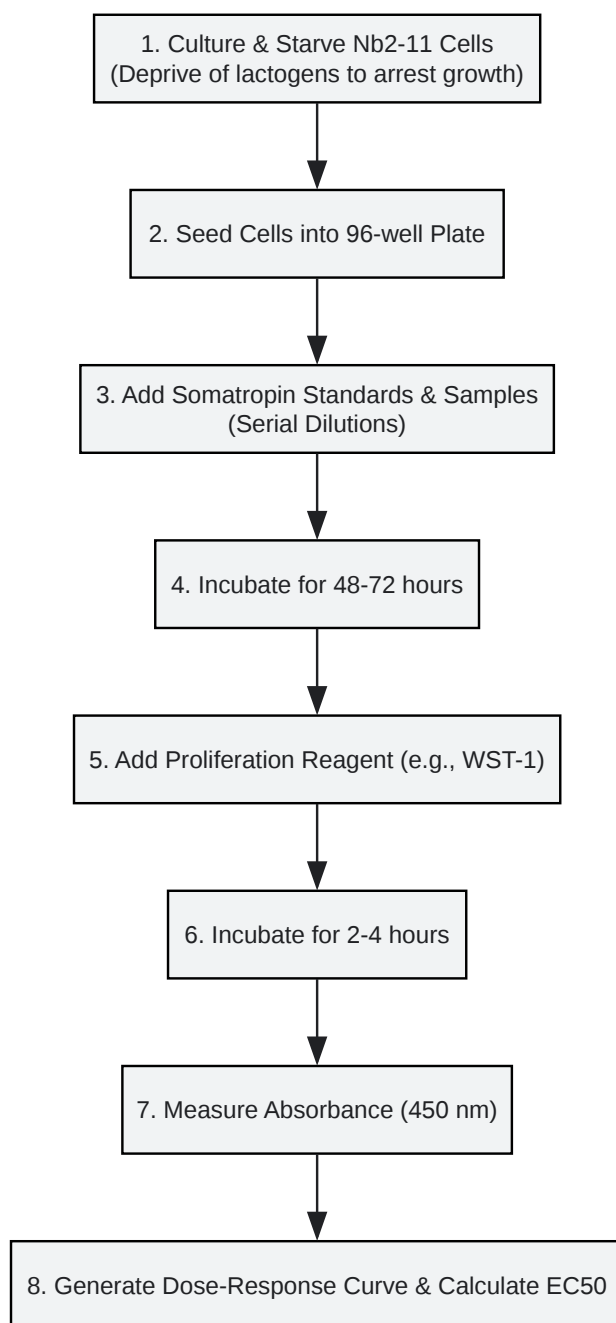 1. Culture & Starve Nb2-11 Cells
(Deprive of lactogens to arrest growth)
2. Seed Cells into 96-well Plate
3. Add Somatropin Standards & Samples
(Serial Dilutions)
4. Incubate for 48-72 hours
5. Add Proliferation Reagent (e.g., WST-1)
6. Incubate for 2-4 hours
7. Measure Absorbance (450 nm)
8. Generate Dose-Response Curve & Calculate EC50